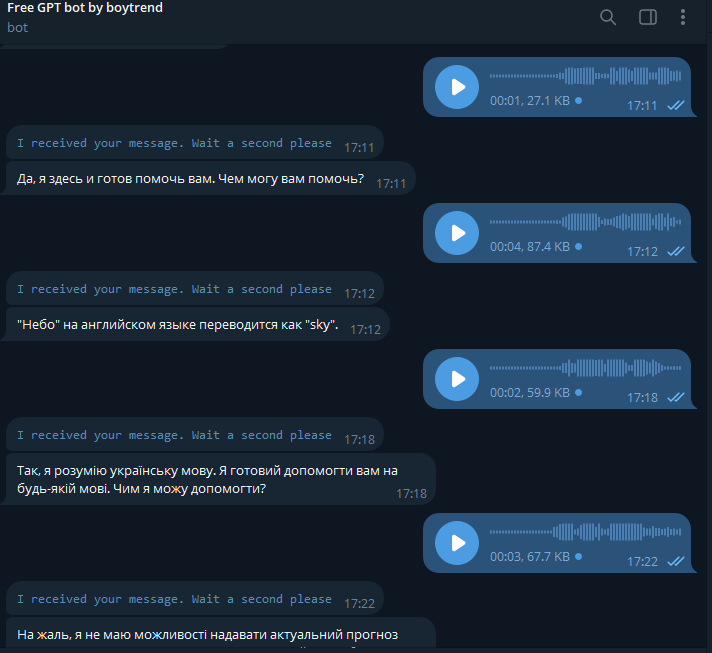 Free GPT bot by boytrend
bot
00:01, 27.1 KB
17:11
I received your message. Wait a second please 17:11
Да, я здесь и готов помочь вам. Чем могу вам помочь? 17:11
00:04, 87.4 KB
17:12
I received your message. Wait a second please 17:12
"Небо" на английском языке переводится как "sky". 17:12
00:02, 59.9 KB
17:18
I received your message. Wait a second please 17:18
Так, я розумію українську мову. Я готовий допомогти вам на
будь-якій мові. Чим я можу допомогти?
17:18
00:03, 67.7 KB
17:22
I received your message. Wait a second please 17:22
На жаль, я не маю можливості надавати актуальний прогноз